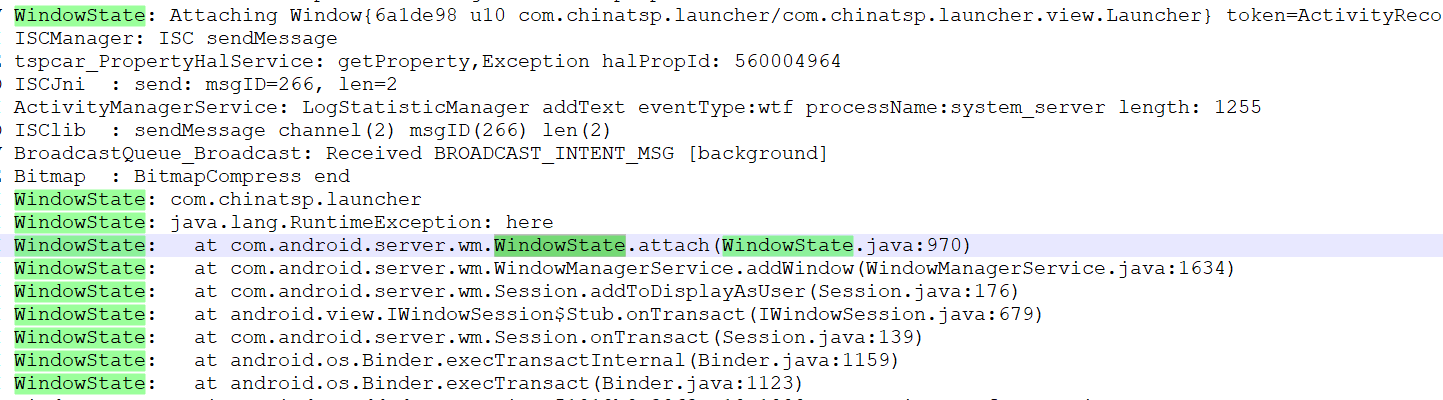 WindowState: Attaching Window{6a1de98 u10 com.chinatsp.launcher/com.chinatsp.launcher.view.Launcher} token=ActivityReco
ISCManager: ISC sendMessage
tspcar_PropertyHalService: getProperty,Exception halPropId: 560004964
ISCJni  : send: msgID=266, len=2
ActivityManagerService: LogStatisticManager addText eventType:wtf processName:system_server length: 1255
ISClib  : sendMessage channel(2) msgID(266) len(2)
BroadcastQueue_Broadcast: Received BROADCAST_INTENT_MSG [background]
Bitmap  : BitmapCompress end
WindowState: com.chinatsp.launcher
WindowState: java.lang.RuntimeException: here
WindowState:   at com.android.server.wm.WindowState.attach(WindowState.java:970)
WindowState:   at com.android.server.wm.WindowManagerService.addWindow(WindowManagerService.java:1634)
WindowState:   at com.android.server.wm.Session.addToDisplayAsUser(Session.java:176)
WindowState:   at android.view.IWindowSession$Stub.onTransact(IWindowSession.java:679)
WindowState:   at com.android.server.wm.Session.onTransact(Session.java:139)
WindowState:   at android.os.Binder.execTransactInternal(Binder.java:1159)
WindowState:   at android.os.Binder.execTransact(Binder.java:1123)